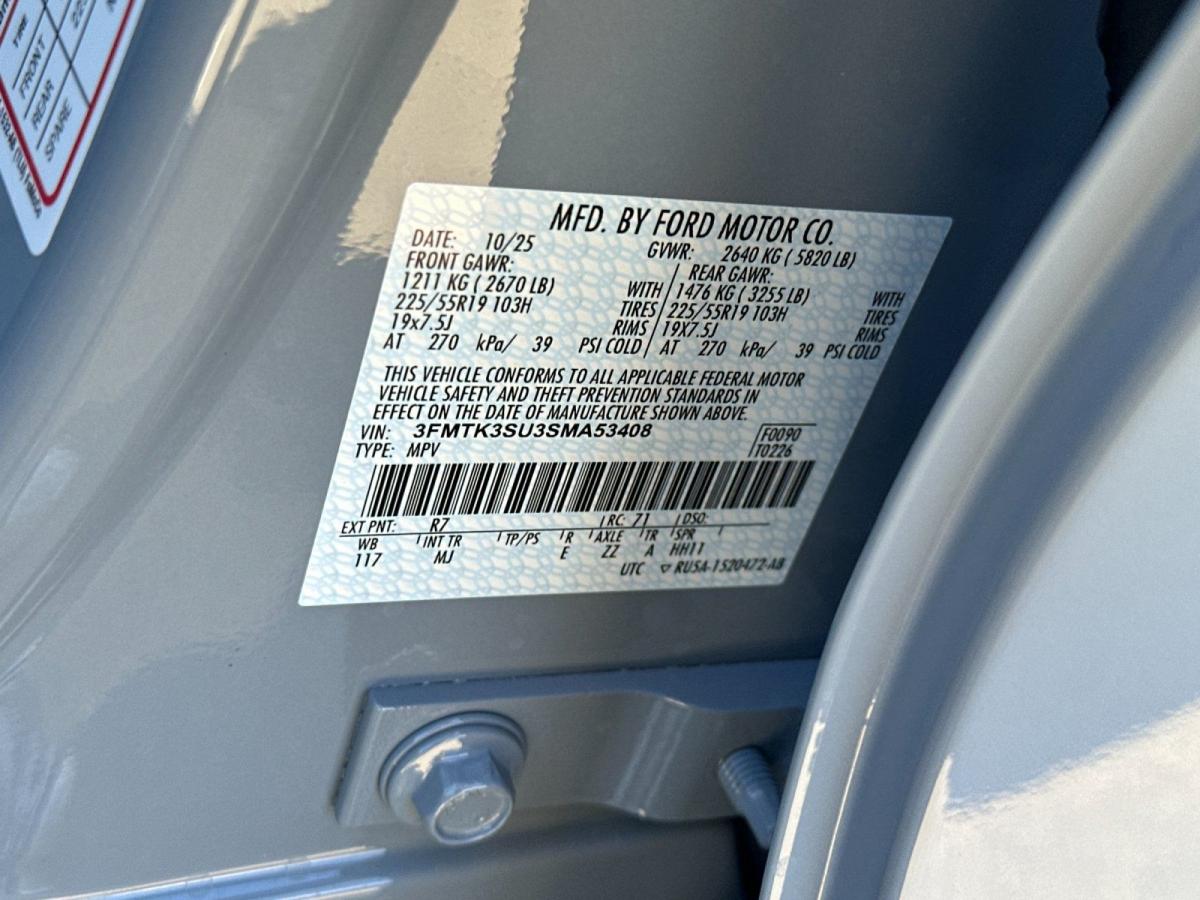 TIRE
FRONT
REAR
SPARE
MFD. BY FORD MOTOR CO.
DATE: 10/25 GVWR: 2640 KG ( 5820 LB)
FRONT GAWR: REAR GAWR:
1211 KG ( 2670 LB) WITH 1476 KG ( 3255 LB) WITH
225/55R19 103H TIRES 225/55R19 103H TIRES
19x7.5J RIMS 19X7.5J RIMS
AT 270 kPa/ 39 PSI COLD AT 270 kPa/ 39 PSI COLD
THIS VEHICLE CONFORMS TO ALL APPLICABLE FEDERAL MOTOR
VEHICLE SAFETY AND THEFT PREVENTION STANDARDS IN
EFFECT ON THE DATE OF MANUFACTURE SHOWN ABOVE.
VIN: 3FMTK3SU3SMA53408 F0090
TYPE: MPV T0226
EXT PNT: RZ RC: 71 DSO:
WB INT TR TP/PS R AXLE TR SPR
117 MJ E ZZ A HH11
UTC ▽ RU5A-1520472-AB